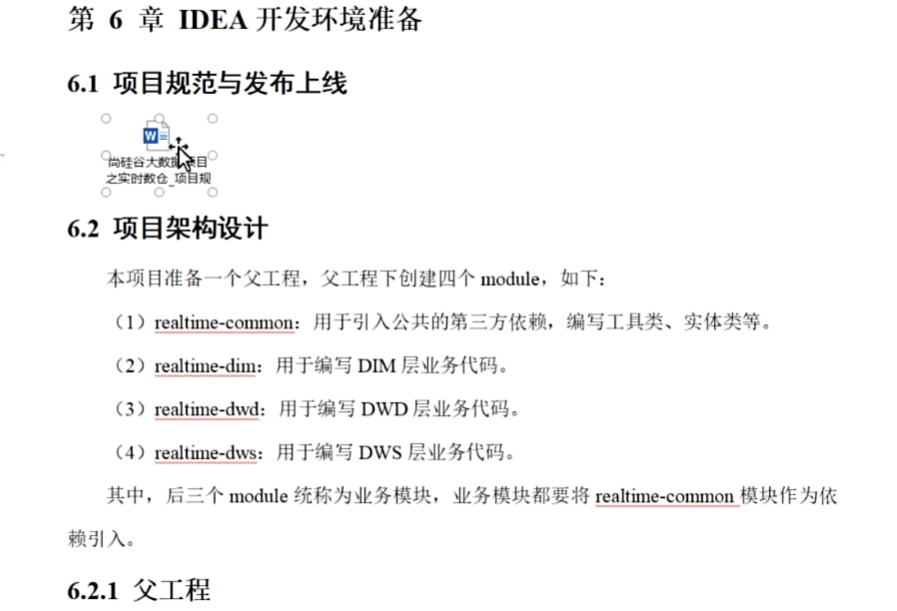 第 6 章 IDEA 开发环境准备
6.1 项目规范与发布上线
尚硅谷大数据项目
之实时数仓_项目规
6.2 项目架构设计
本项目准备一个父工程，父工程下创建四个 module，如下：
（1）realtime-common：用于引入公共的第三方依赖，编写工具类、实体类等。
（2）realtime-dim：用于编写 DIM 层业务代码。
（3）realtime-dwd：用于编写 DWD 层业务代码。
（4）realtime-dws：用于编写 DWS 层业务代码。
其中，后三个 module 统称为业务模块，业务模块都要将 realtime-common 模块作为依
赖引入。
6.2.1 父工程